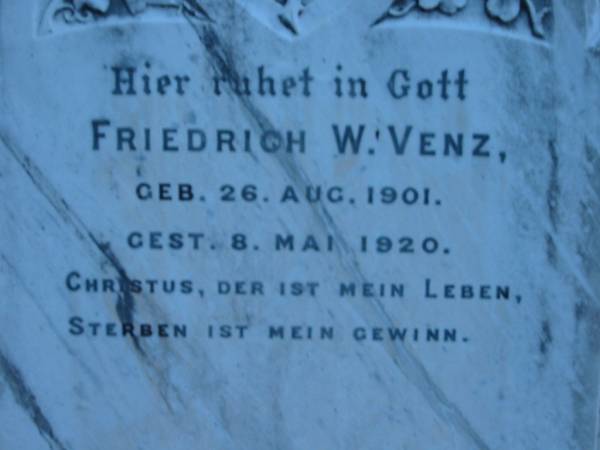 Hier ruhet in Gott
FRIEDRICH W. VENZ,
GEB. 26. AUG. 1901.
GEST. 8. MAI 1920.
CHRISTUS, DER IST MEIN LEBEN,
STERBEN IST MEIN GEWINN.